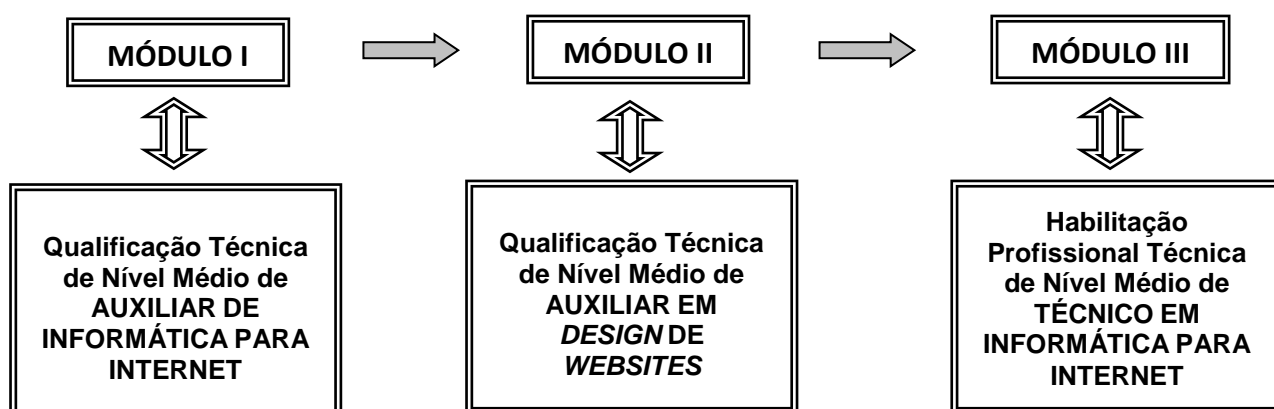 MÓDULO I
MÓDULO II
MÓDULO III
Qualificação Técnica
de Nível Médio de
AUXILIAR DE
INFORMÁTICA PARA
INTERNET
Qualificação Técnica
de Nível Médio de
AUXILIAR EM
DESIGN DE
WEBSITES
Habilitação
Profissional Técnica
de Nível Médio de
TÉCNICO EM
INFORMÁTICA PARA
INTERNET